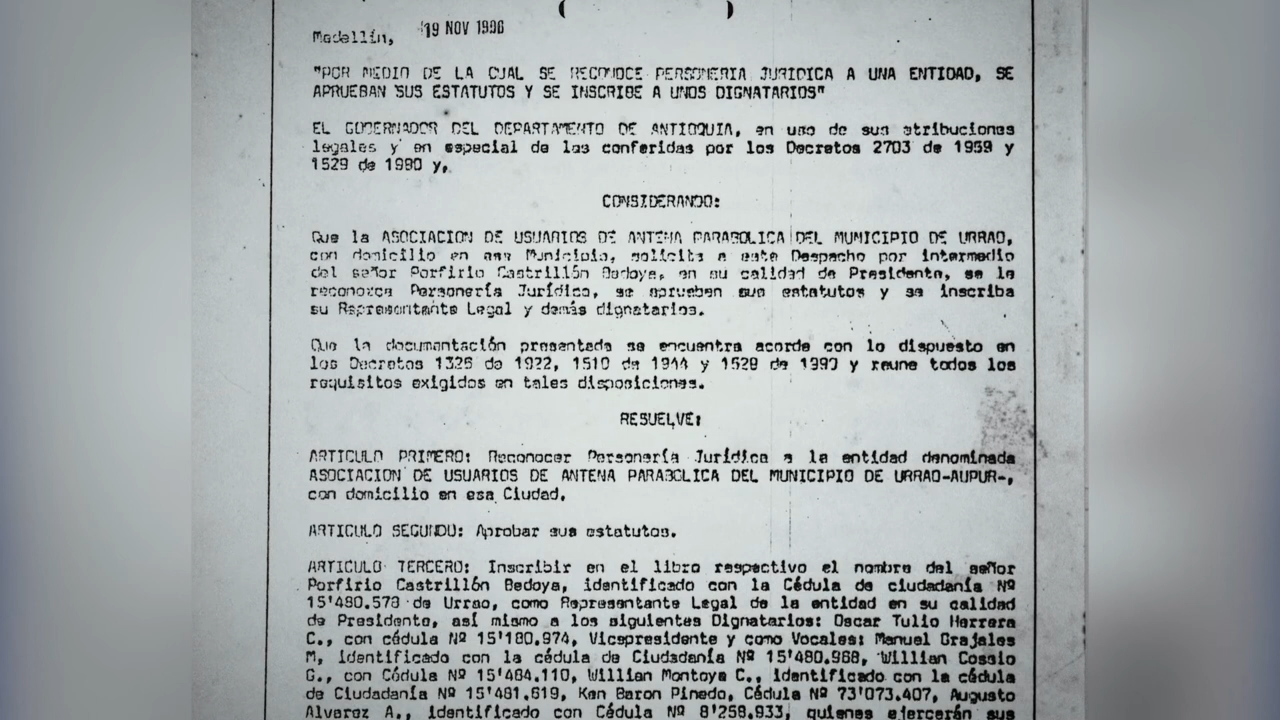 Medellín, 19 NOV 1996
"POR MEDIO DE LA CUAL SE RECONOCE PERSONERIA JURIDICA A UNA ENTIDAD, SE
APRUEBAN SUS ESTATUTOS Y SE INSCRIBE A UNOS DIGNATARIOS"
EL GOBERNADOR DEL DEPARTAMENTO DE ANTIOQUIA, en uso de sus atribuciones
legales y en especial de las conferidas por los Decretos 2703 de 1959 y
1529 de 1990 y,
CONSIDERANDO:
Que la ASOCIACION DE USUARIOS DE ANTENA PARABOLICA DEL MUNICIPIO DE URRAO,
con domicilio en ese Municipio, solicita a este Despacho por intermedio
del señor Porfirio Castrillón Bedoya, en su calidad de Presidente, se le
reconozca Personería Jurídica, se aprueben sus estatutos y se inscriba
su Representante Legal y demás dignatarios.
Que la documentación presentada se encuentra acorde con lo dispuesto en
los Decretos 1326 de 1922, 1510 de 1944 y 1529 de 1990 y reune todos los
requisitos exigidos en tales disposiciones.
RESUELVE:
ARTICULO PRIMERO: Reconocer Personería Jurídica a la entidad denominada
ASOCIACION DE USUARIOS DE ANTENA PARABOLICA DEL MUNICIPIO DE URRAO-AUPUR-,
con domicilio en esa Ciudad.
ARTICULO SEGUNDO: Aprobar sus estatutos.
ARTICULO TERCERO: Inscribir en el libro respectivo el nombre del señor
Porfirio Castrillón Bedoya, identificado con la Cédula de ciudadanía Nº
15'480.578 de Urrao, como Representante Legal de la entidad en su calidad
de Presidente, así mismo a los siguientes Dignatarios: Oscar Tulio Herrera
C., con cédula Nº 15'180.974, Vicepresidente y como Vocales: Manuel Grajales
M, identificado con la cédula de Ciudadanía Nº 15'480.968, Willian Cossio
G., con Cédula Nº 15'484.110, Willian Montoya C., identificado con la cédula
de Ciudadanía Nº 15'481.619, Ken Baron Pinedo, Cédula Nº 73'073.407, Augusto
Alvarez A., identificado con Cédula Nº 8'258.933, quienes ejercerán sus